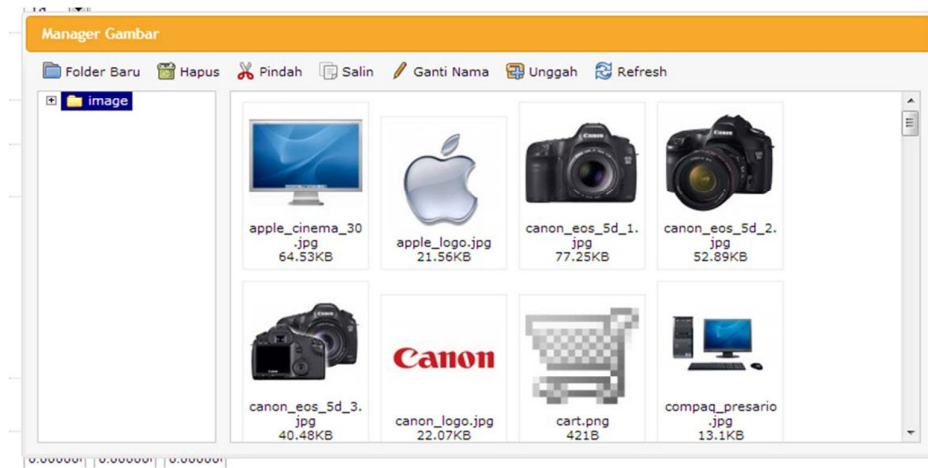 Manager Gambar
Folder Baru Hapus Pindah Salin Ganti Nama Unggah Refresh
image
apple_cinema_30
.jpg
64.53KB
apple_logo.jpg
21.56KB
canon_eos_5d_1.
jpg
77.25KB
canon_eos_5d_2.
jpg
52.89KB
Canon
canon_eos_5d_3.
jpg
40.48KB
canon_logo.jpg
22.07KB
cart.png
421B
compaq_presario
.jpg
13.1KB